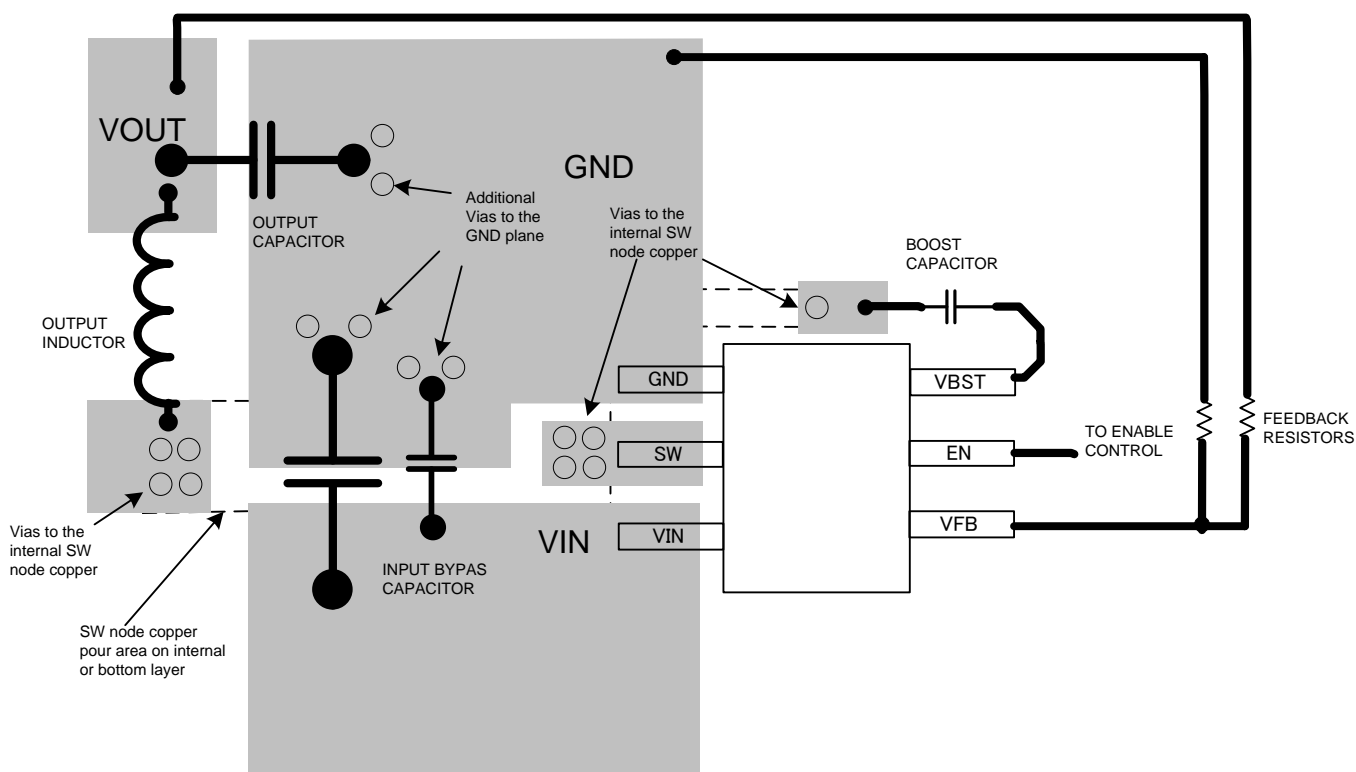 VOUT
GND
Additional
Vias to the
GND plane
Vias to the
internal SW
node copper
OUTPUT
CAPACITOR
BOOST
CAPACITOR
OUTPUT
INDUCTOR
GND
VBST
SW
EN
TO ENABLE
CONTROL
FEEDBACK
RESISTORS
VIN
VIN
VFB
Vias to the
internal SW
node copper
INPUT BYPAS
CAPACITOR
SW node copper
pour area on internal
or bottom layer